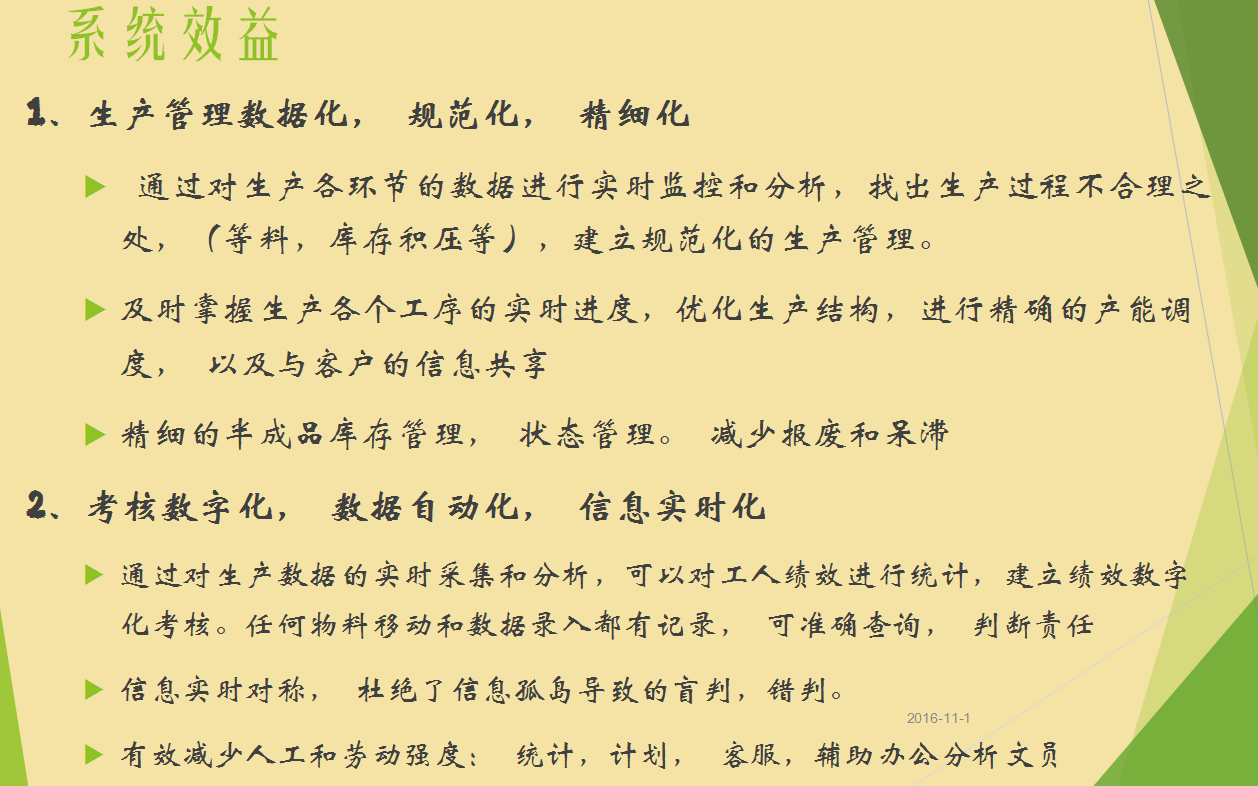 系统效益
1、生产管理数据化， 规范化， 精细化
通过对生产各环节的数据进行实时监控和分析，找出生产过程不合理之
处，（等料，库存积压等），建立规范化的生产管理。
及时掌握生产各个工序的实时进度，优化生产结构，进行精确的产能调
度， 以及与客户的信息共享
精细的半成品库存管理， 状态管理。 减少报废和呆滞
2、考核数字化， 数据自动化， 信息实时化
通过对生产数据的实时采集和分析，可以对工人绩效进行统计，建立绩效数字
化考核。任何物料移动和数据录入都有记录， 可准确查询， 判断责任
信息实时对称， 杜绝了信息孤岛导致的盲判，错判。
2016-11-1
有效减少人工和劳动强度： 统计，计划， 客服，辅助办公分析文员